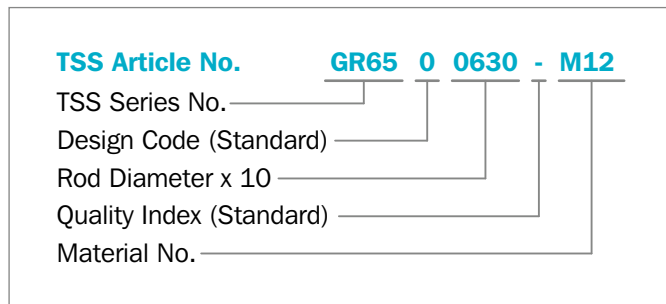 TSS Article No. GR65 0 0630 - M12
TSS Series No.
Design Code (Standard)
Rod Diameter x 10
Quality Index (Standard)
Material No.